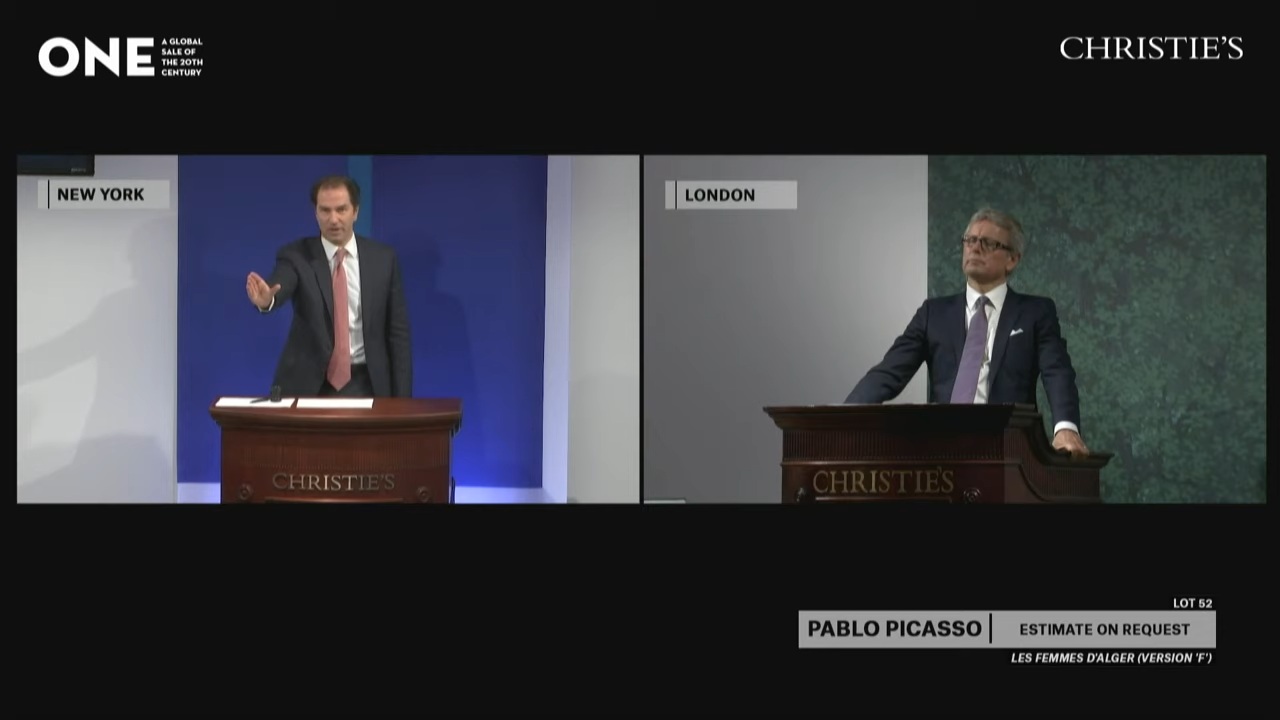 ONE
A GLOBAL
SALE OF
THE 20TH
CENTURY
CHRISTIE'S
NEW YORK
LONDON
CHRISTIE'S
CHRISTIE'S
LOT 52
PABLO PICASSO
ESTIMATE ON REQUEST
LES FEMMES D'ALGER (VERSION 'F')